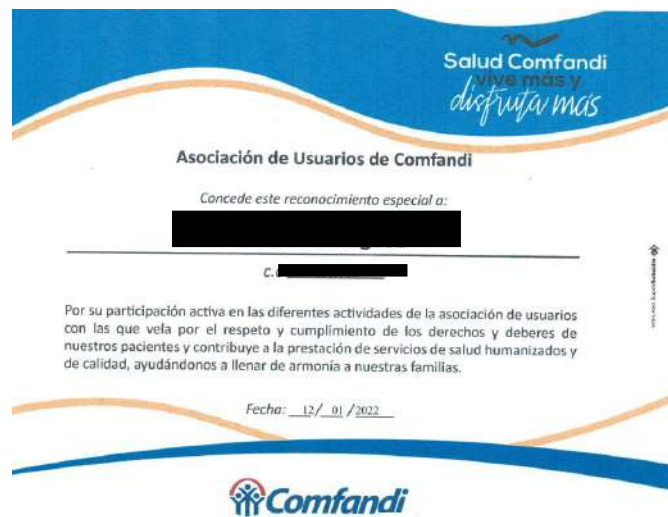 Salud Comfandi
vive más y
disfruta más
Asociación de Usuarios de Comfandi
Concede este reconocimiento especial a:
c.c
Por su participación activa en las diferentes actividades de la asociación de usuarios
con las que vela por el respeto y cumplimiento de los derechos y deberes de
nuestros pacientes y contribuye a la prestación de servicios de salud humanizados y
de calidad, ayudándonos a llenar de armonía a nuestras familias.
Fecha: 12/ 01 /2022
Comfandi